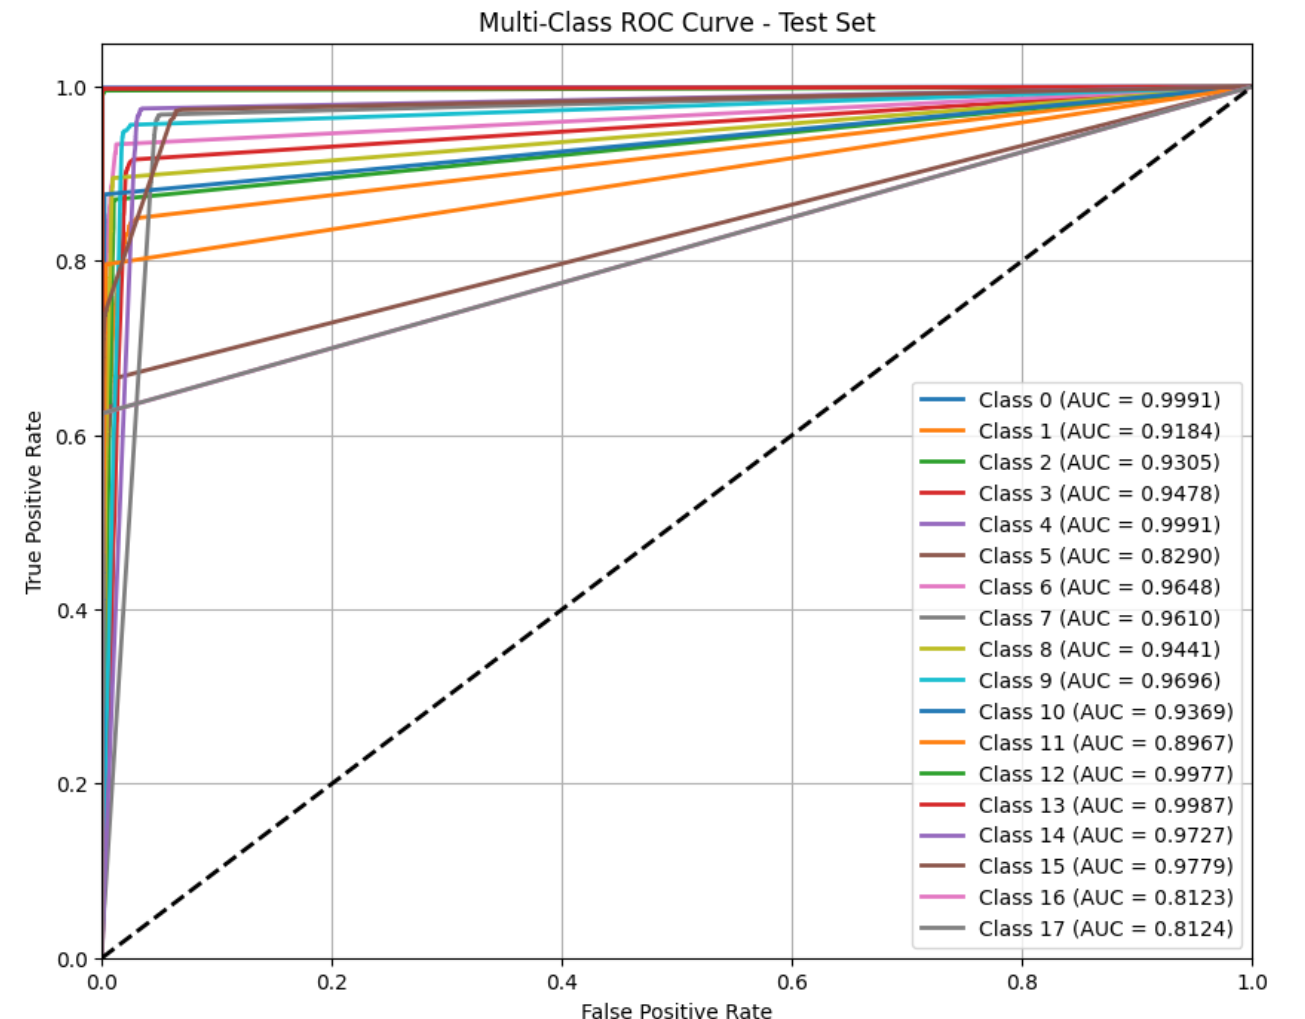 Multi-Class ROC Curve - Test Set
1.0
0.8
0.6
0.4
0.2
0.0
True Positive Rate
Class 0 (AUC = 0.9991)
Class 1 (AUC = 0.9184)
Class 2 (AUC = 0.9305)
Class 3 (AUC = 0.9478)
Class 4 (AUC = 0.9991)
Class 5 (AUC = 0.8290)
Class 6 (AUC = 0.9648)
Class 7 (AUC = 0.9610)
Class 8 (AUC = 0.9441)
Class 9 (AUC = 0.9696)
Class 10 (AUC = 0.9369)
Class 11 (AUC = 0.8967)
Class 12 (AUC = 0.9977)
Class 13 (AUC = 0.9987)
Class 14 (AUC = 0.9727)
Class 15 (AUC = 0.9779)
Class 16 (AUC = 0.8123)
Class 17 (AUC = 0.8124)
0.0 0.2 0.4 0.6 0.8 1.0
False Positive Rate